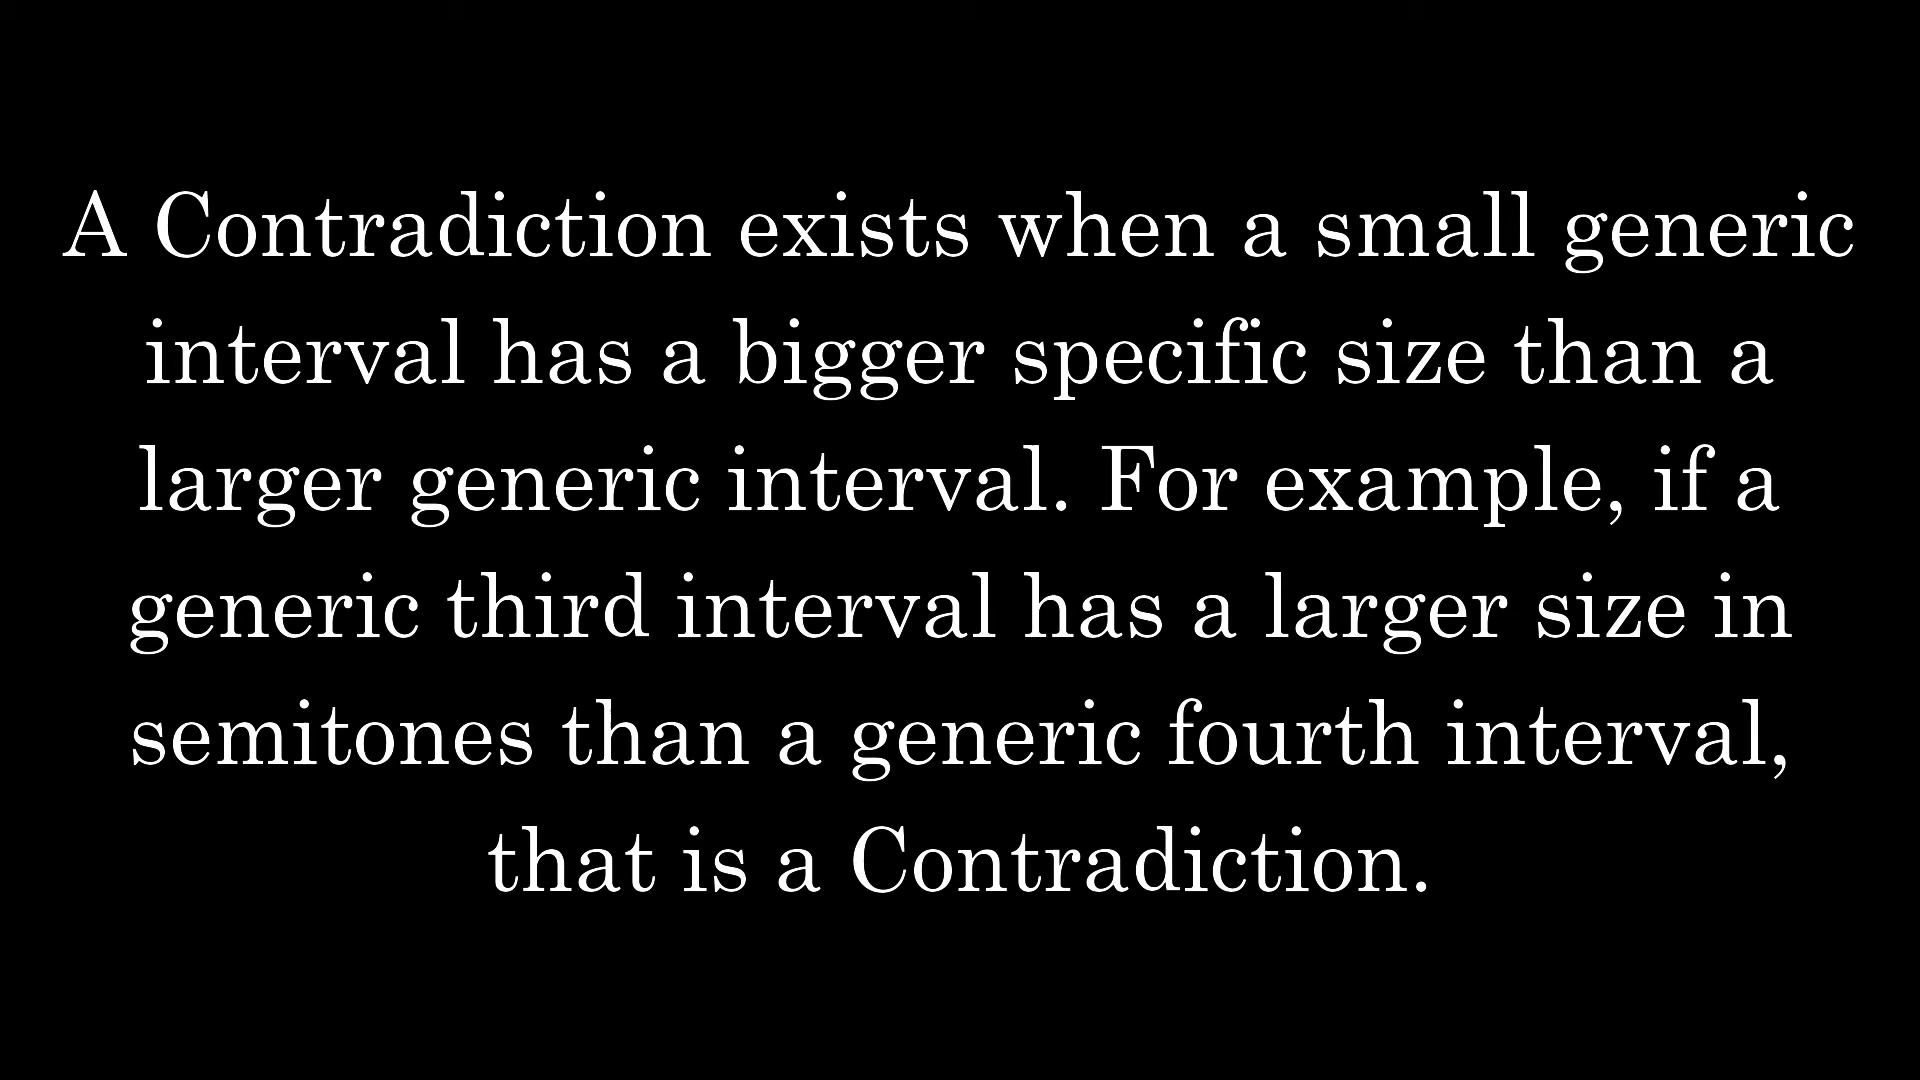 A Contradiction exists when a small generic
interval has a bigger specific size than a
larger generic interval. For example, if a
generic third interval has a larger size in
semitones than a generic fourth interval,
that is a Contradiction.